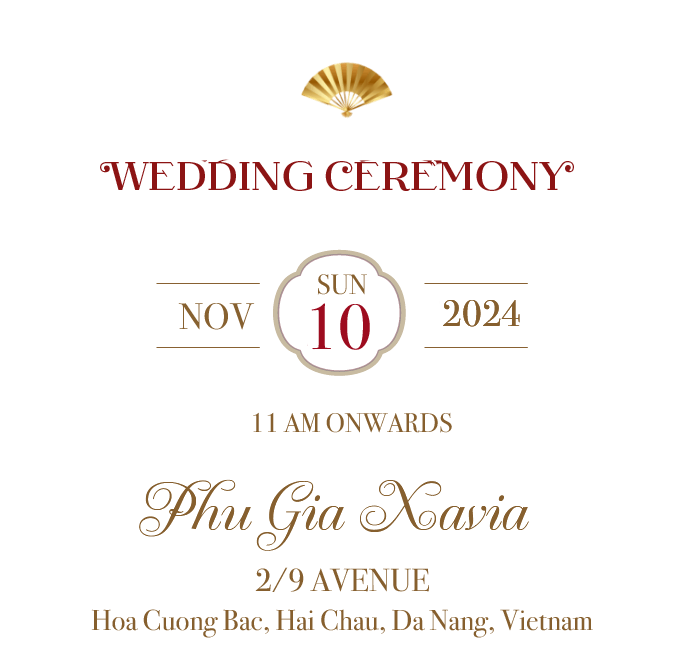 WEDDING CEREMONY
SUN
NOV 10 2024
11 AM ONWARDS
Phu Gia Xavia
2/9 AVENUE
Hoa Cuong Bac, Hai Chau, Da Nang, Vietnam